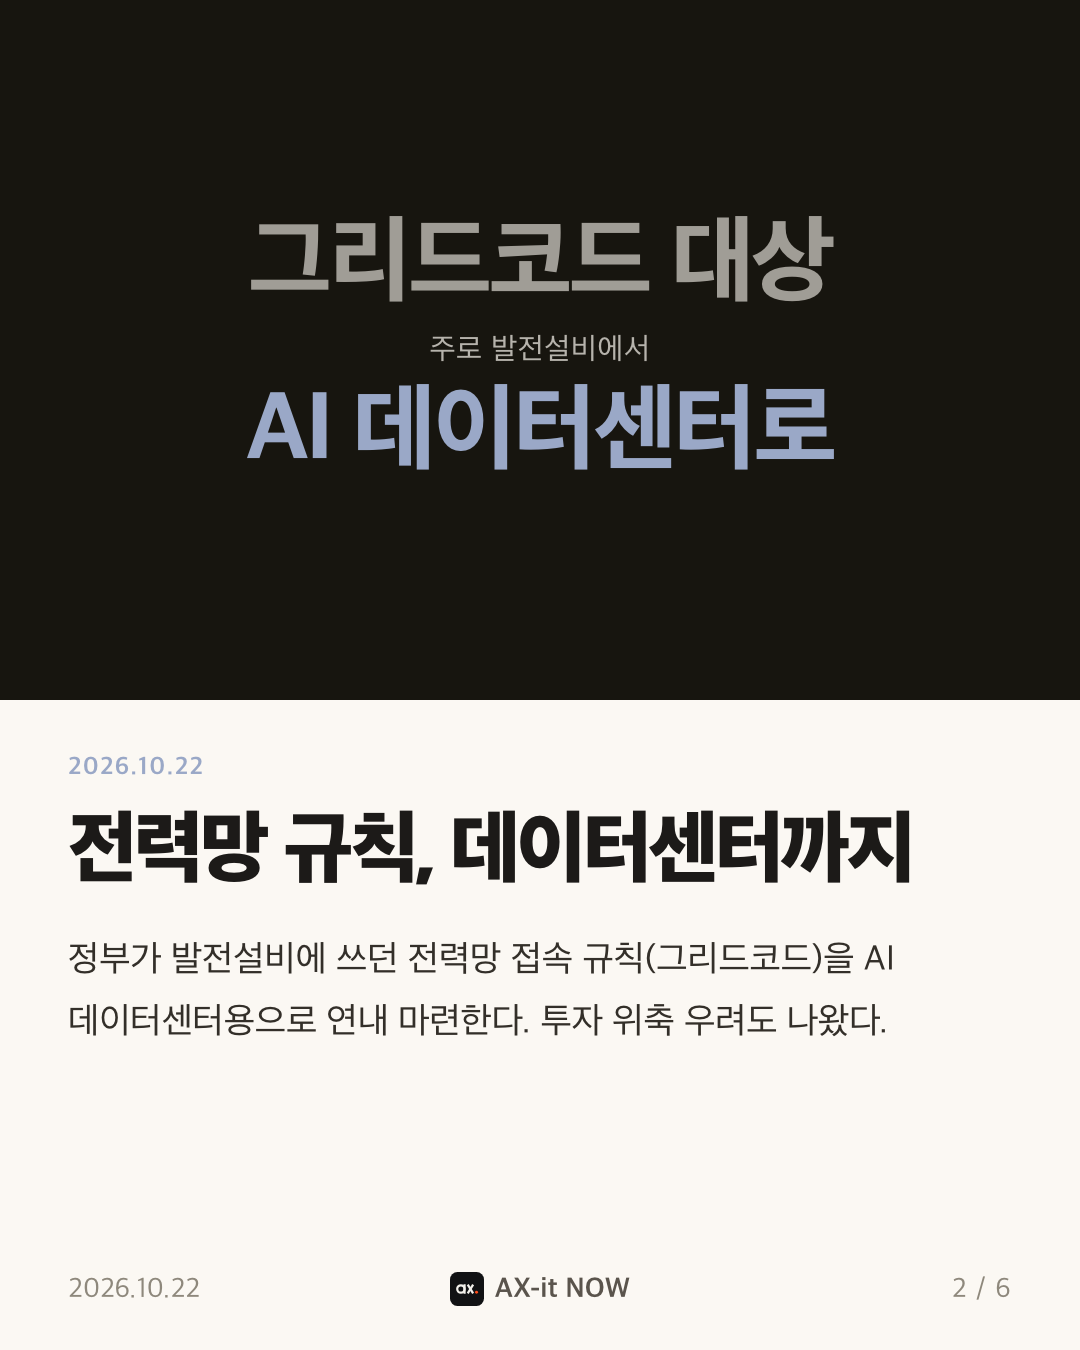 그리드코드 대상
주로 발전설비에서
AI 데이터센터로
2026.10.22
전력망 규칙, 데이터센터까지
정부가 발전설비에 쓰던 전력망 접속 규칙(그리드코드)을 AI
데이터센터용으로 연내 마련한다. 투자 위축 우려도 나왔다.
2026.10.22
ax. AX-it NOW
2 / 6